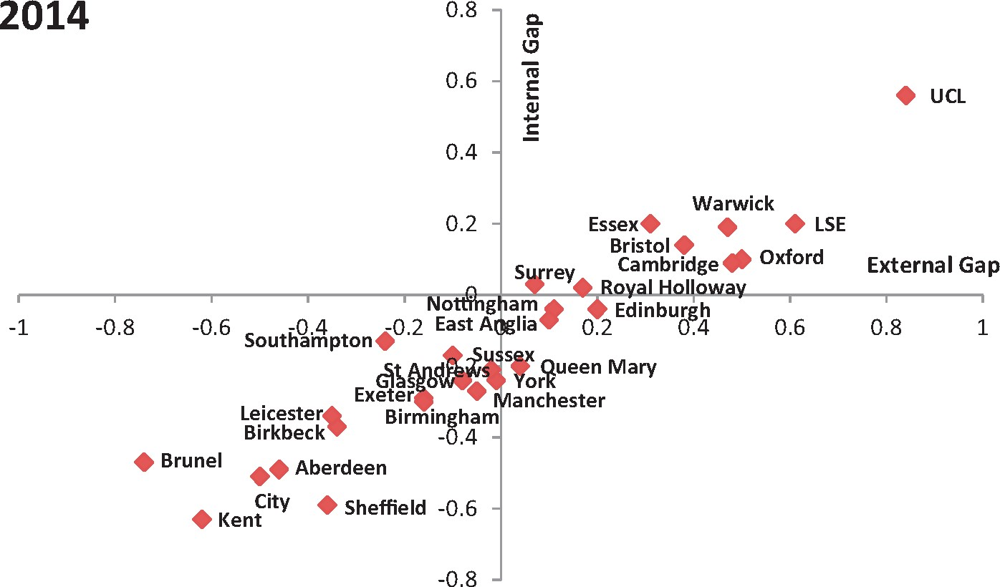 2014
0.8
Internal Gap
0.6
UCL
0.4
Warwick
0.2
Essex
LSE
Bristol
Oxford
Cambridge
External Gap
Surrey
0
Royal Holloway
Nottingham
Edinburgh
East Anglia
-1
-0.8
-0.6
-0.4
-0.2
0
0.2
0.4
0.6
0.8
1
Southampton
Sussex
-0.2
St Andrews
Queen Mary
Glasgow
York
Exeter
Manchester
Leicester
Birmingham
Birkbeck
-0.4
Brunel
Aberdeen
City
Sheffield
-0.6
Kent
-0.8